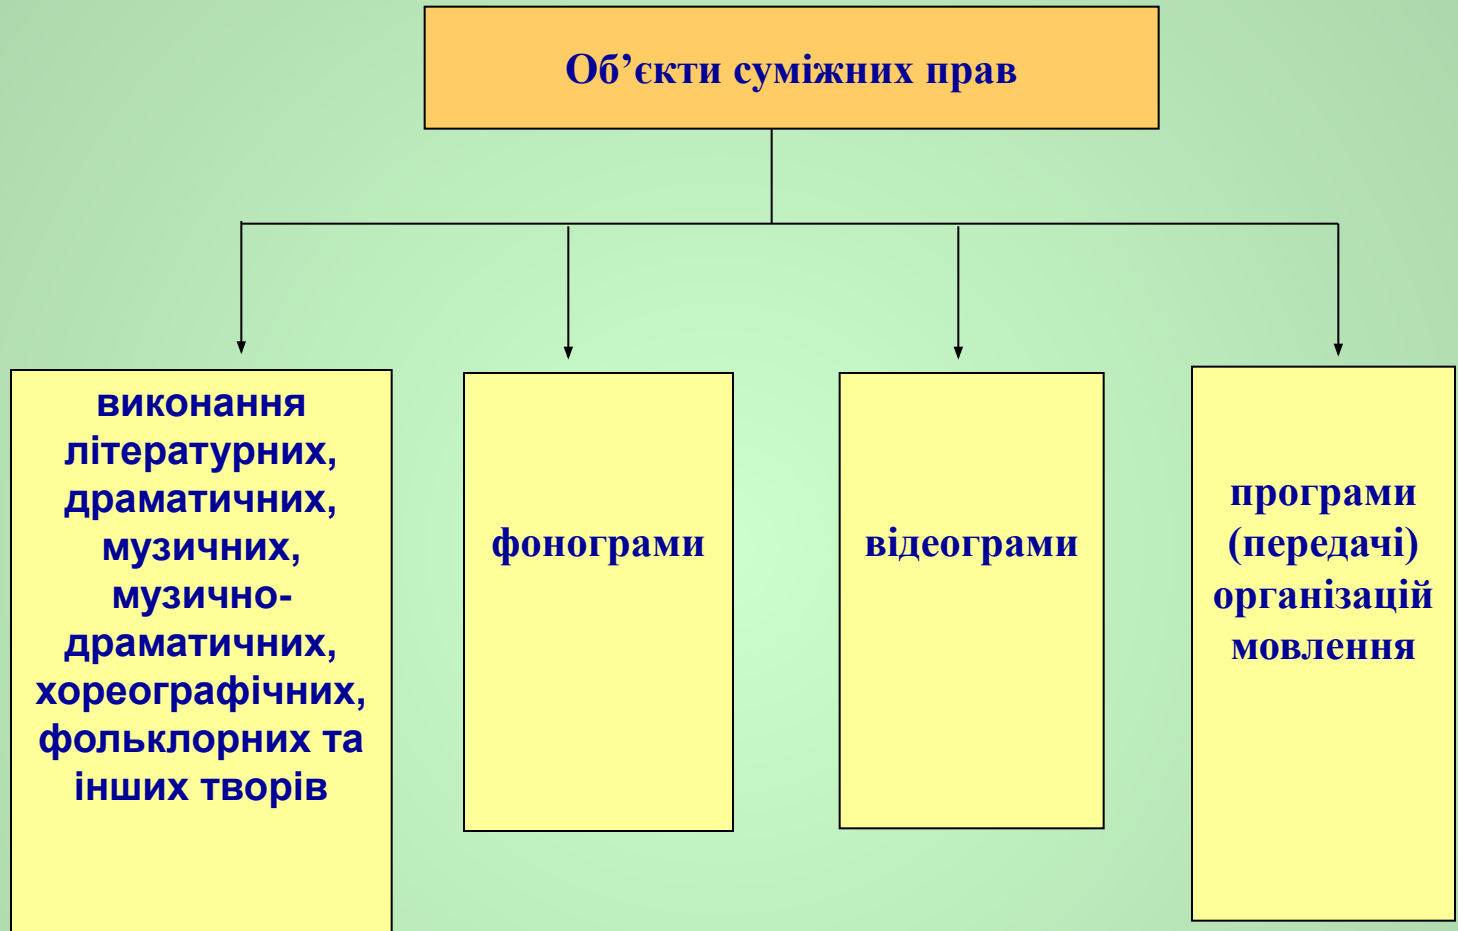 Об’єкти суміжних прав
виконання
літературних,
драматичних,
музичних,
музично-
драматичних,
хореографічних,
фольклорних та
інших творів
фонограми
відеограми
програми
(передачі)
організацій
мовлення